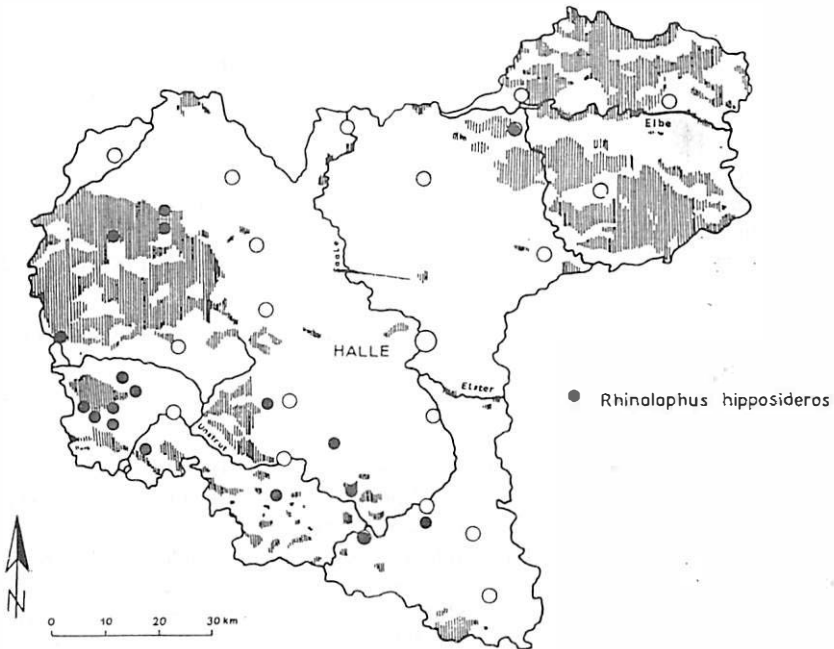 Elbe
Saale
HALLE
Elster
Rhinolophus hipposideros
Unstrut
N
0 10 20 30 km